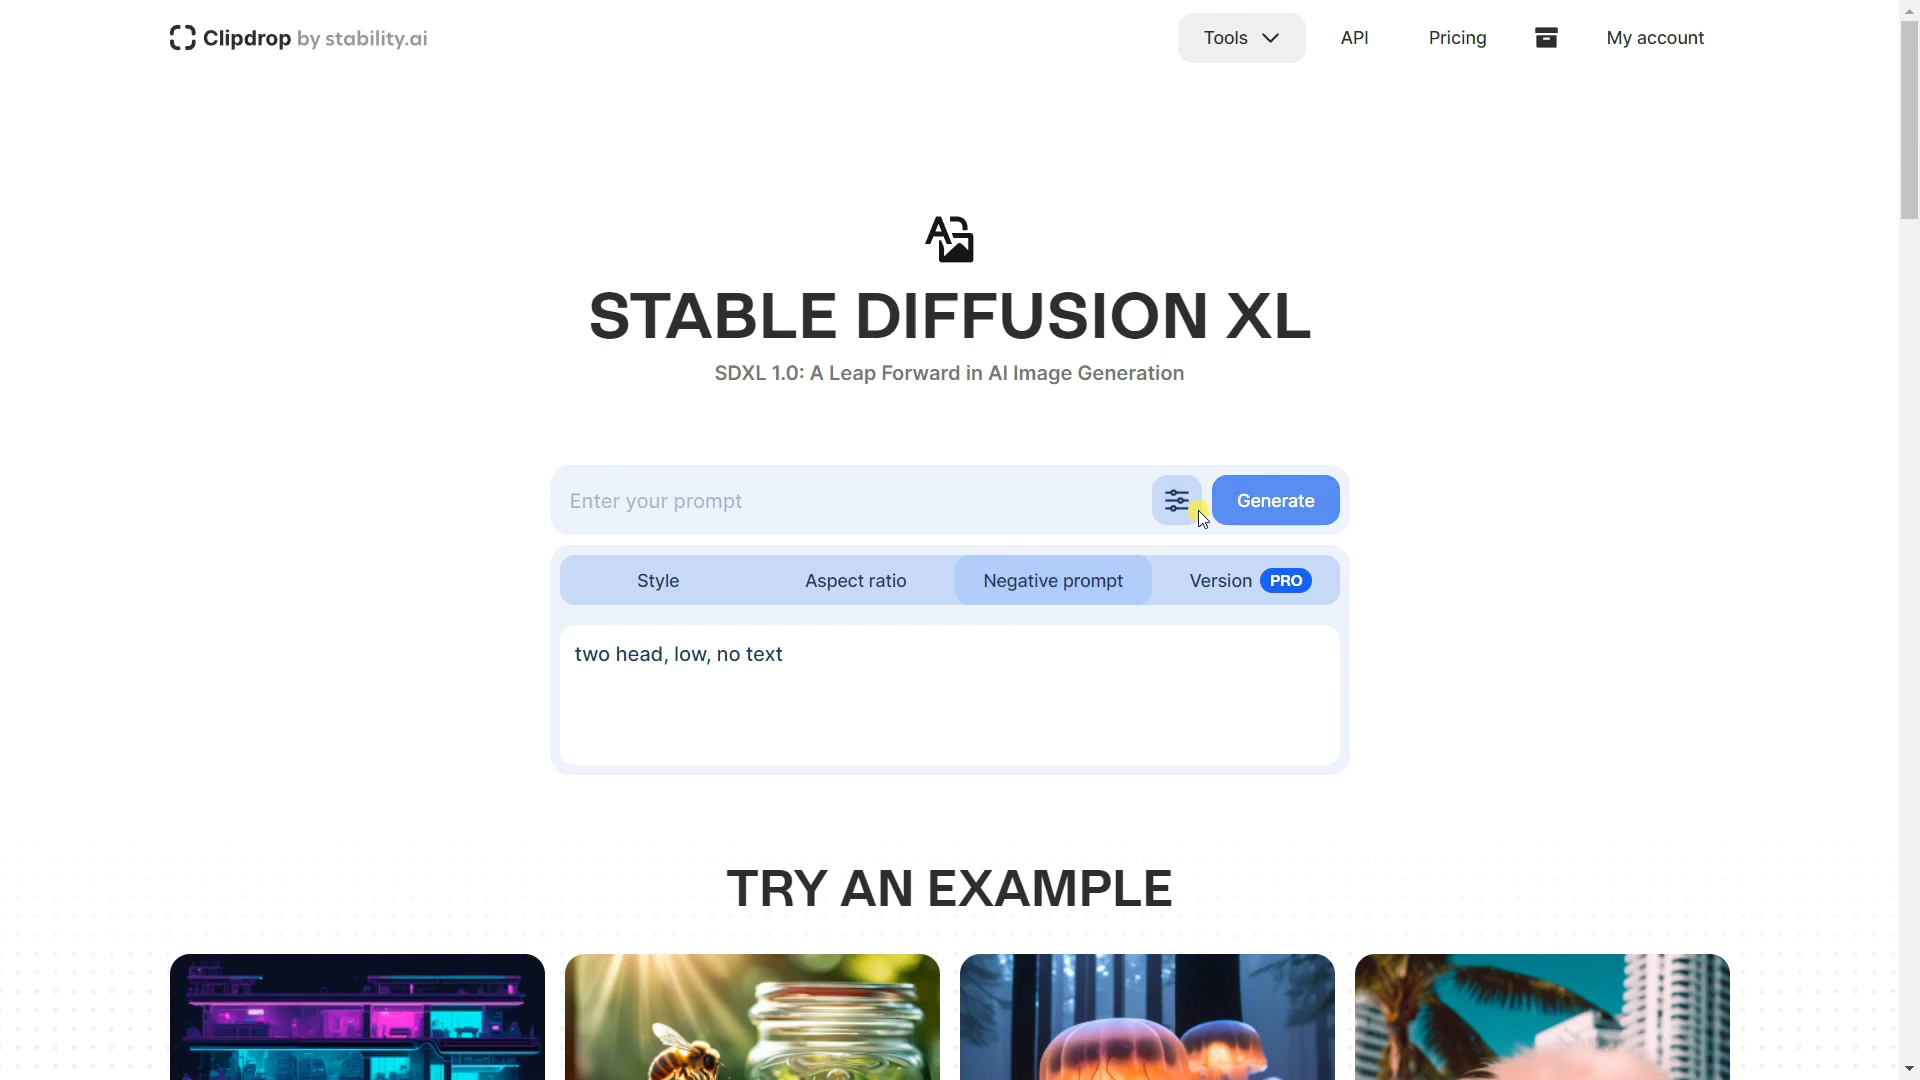 Clipdrop by stability.ai
Tools
API
Pricing
My account
STABLE DIFFUSION XL
SDXL 1.0: A Leap Forward in AI Image Generation
Enter your prompt
Generate
Style
Aspect ratio
Negative prompt
Version PRO
two head, low, no text
TRY AN EXAMPLE